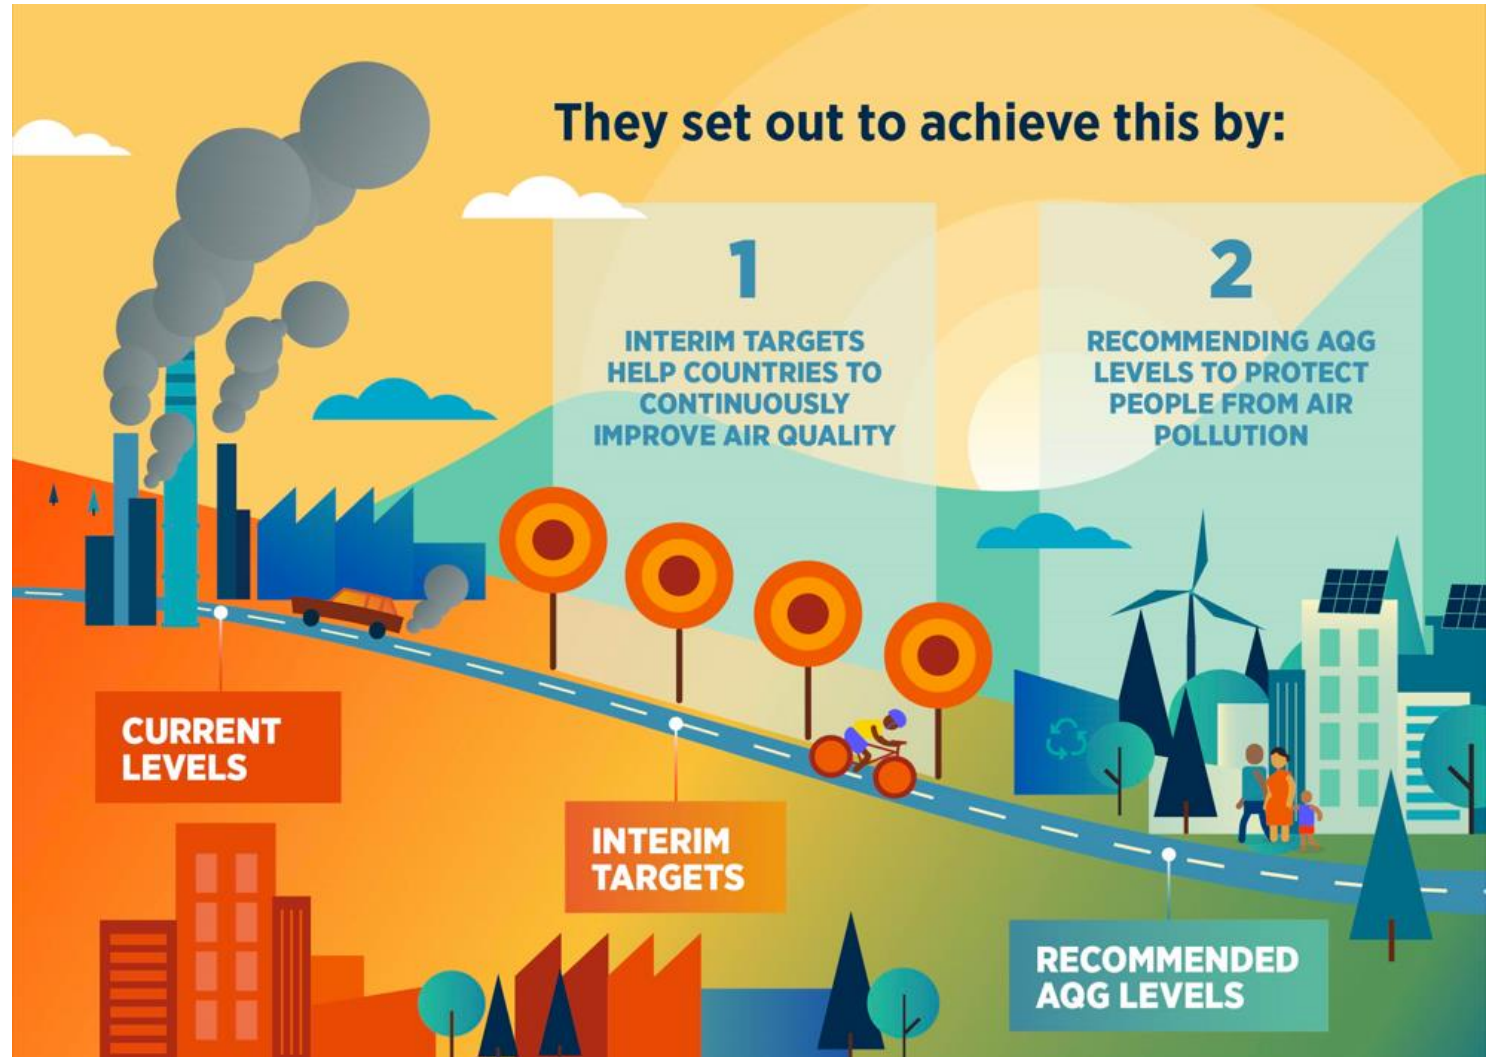 They set out to achieve this by:
1
INTERIM TARGETS
HELP COUNTRIES TO
CONTINUOUSLY
IMPROVE AIR QUALITY
2
RECOMMENDING AQG
LEVELS TO PROTECT
PEOPLE FROM AIR
POLLUTION
CURRENT
LEVELS
INTERIM
TARGETS
RECOMMENDED
AQG LEVELS